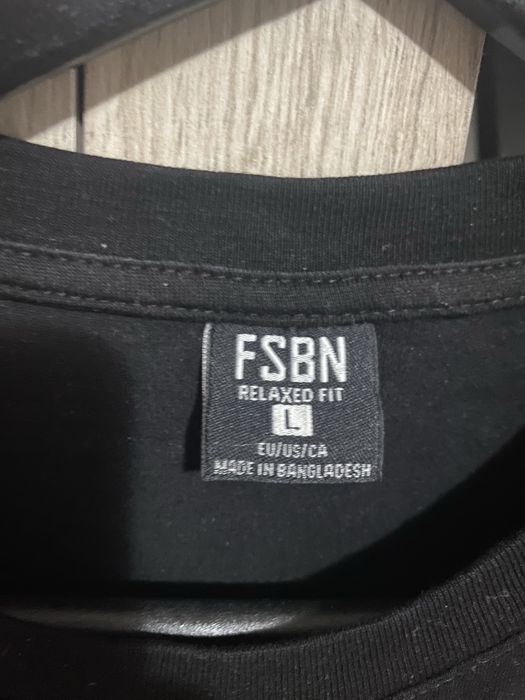 FSBN
RELAXED FIT
L
EU/US/CA
MADE IN BANGLADESH